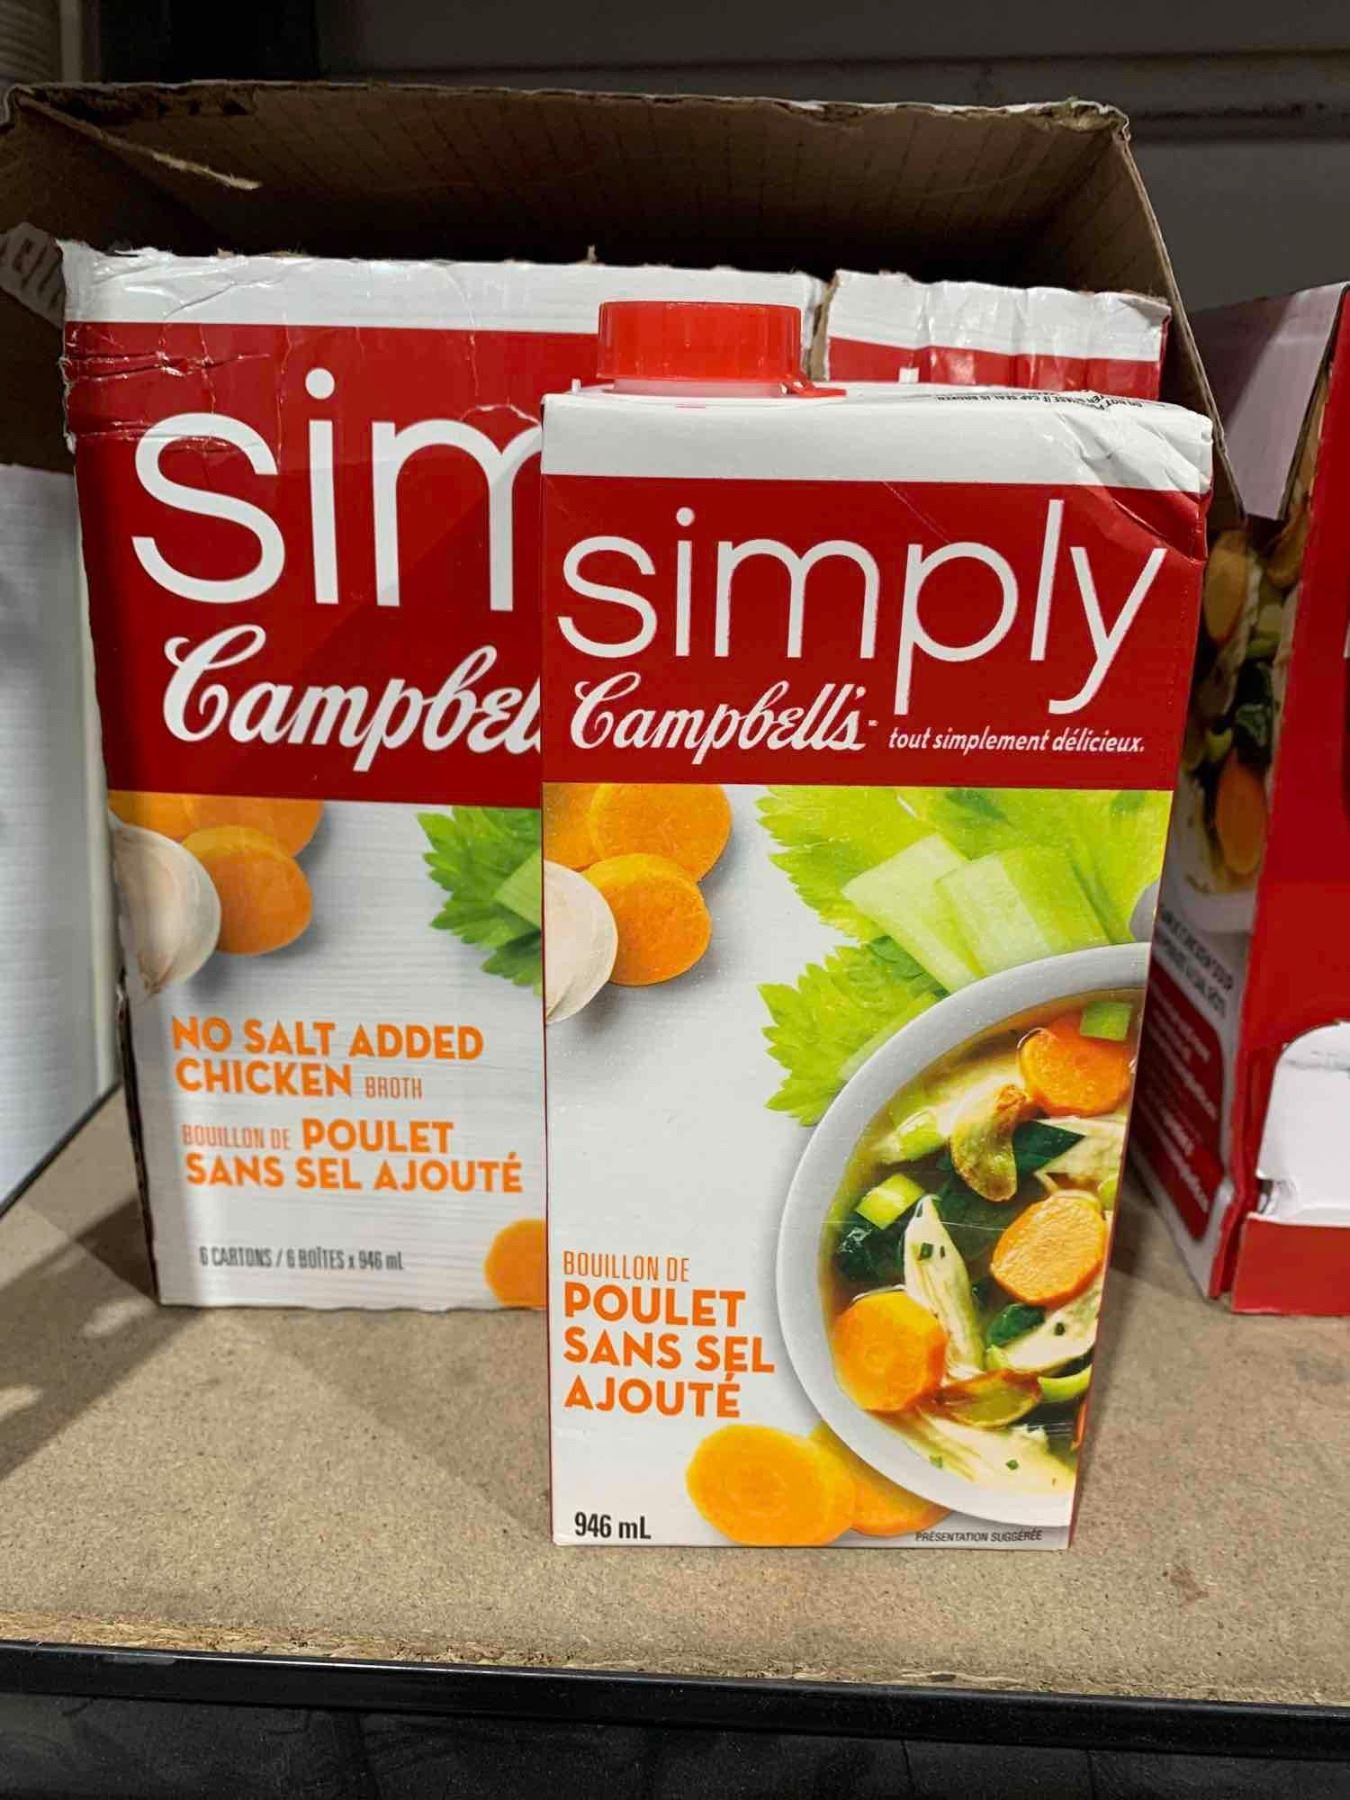 sim
Campbel
NO SALT ADDED
CHICKEN BROTH
BOUILLON DE POULET
SANS SEL AJOUTÉ
6 CARTONS / 6 BOÎTES x 946 ml
simply
Campbell's
tout simplement délicieux.
BOUILLON DE
POULET
SANS SEL
AJOUTÉ
946 mL
PRÉSENTATION SUGGÉRÉE